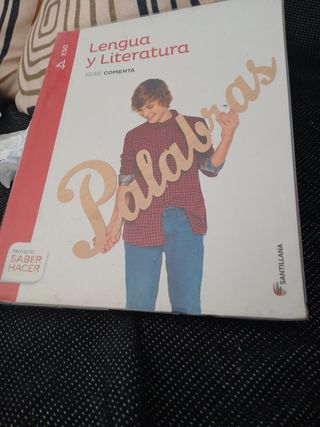 4 ESO
Lengua
y Literatura
SERIE COMENTA
Palabras
PROYECTO
SABER
HACER
SANTILLANA